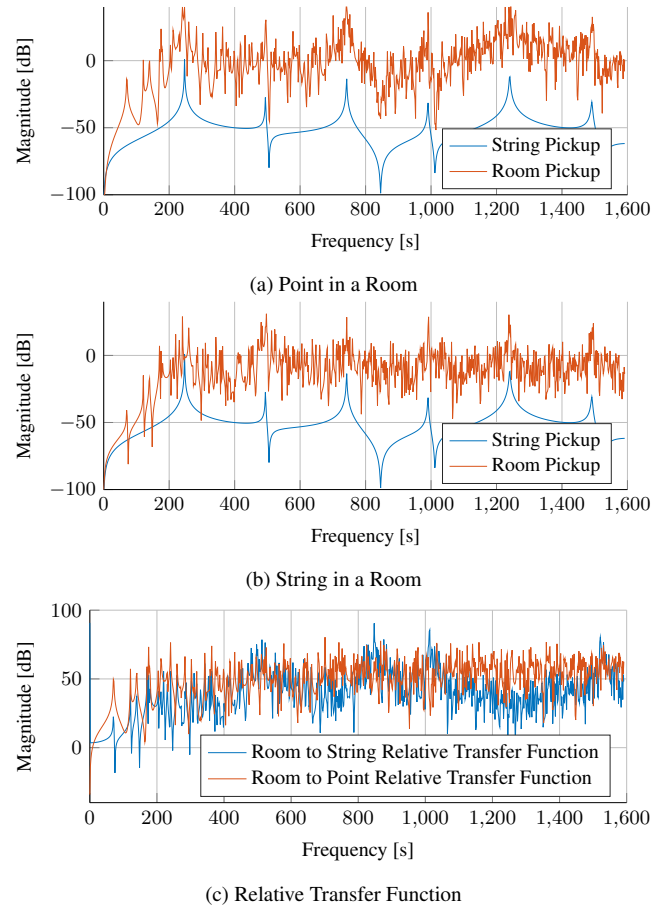 0
−50
−100
Magnitude [dB]
String Pickup
Room Pickup
0 200 400 600 800 1,000 1,200 1,400 1,600
Frequency [s]
(a) Point in a Room
0
−50
−100
Magnitude [dB]
String Pickup
Room Pickup
0 200 400 600 800 1,000 1,200 1,400 1,600
Frequency [s]
(b) String in a Room
100
50
0
Magnitude [dB]
Room to String Relative Transfer Function
Room to Point Relative Transfer Function
0 200 400 600 800 1,000 1,200 1,400 1,600
Frequency [s]
(c) Relative Transfer Function